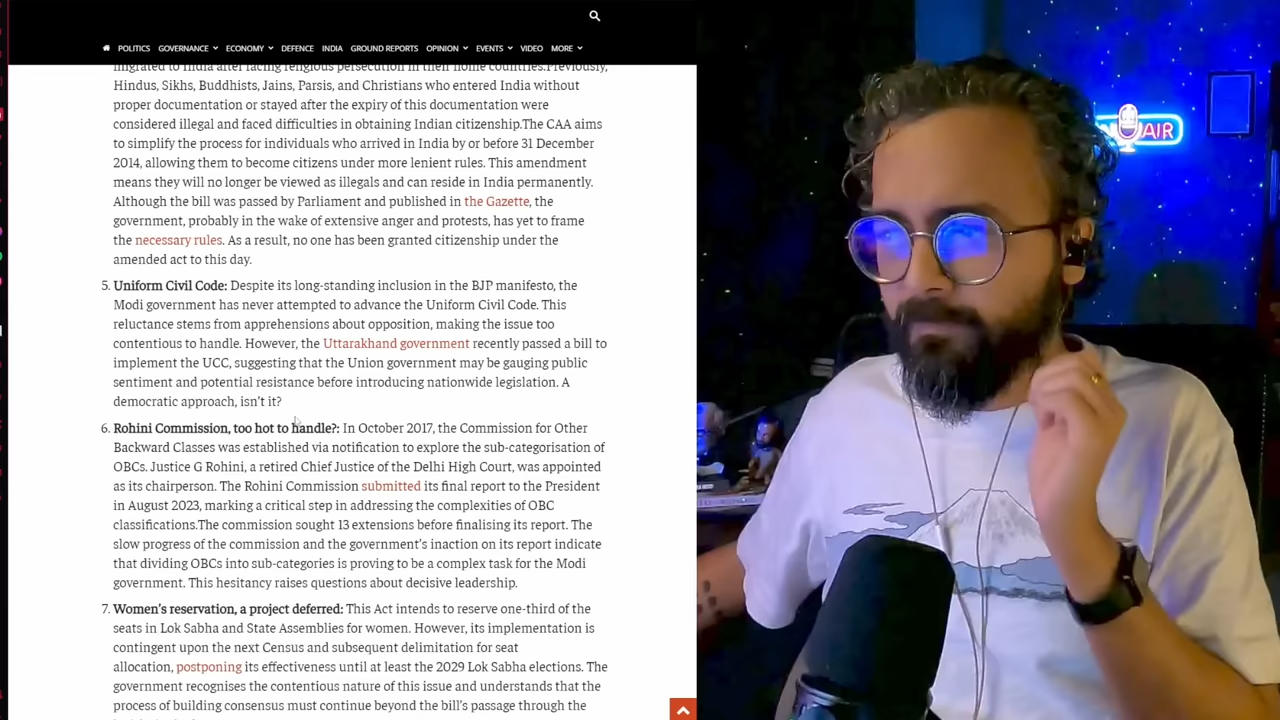 POLITICS GOVERNANCE ECONOMY DEFENCE INDIA GROUND REPORTS OPINION EVENTS VIDEO MORE
migrated to India after facing religious persecution in their home countries.Previously,
Hindus, Sikhs, Buddhists, Jains, Parsis, and Christians who entered India without
proper documentation or stayed after the expiry of this documentation were
considered illegal and faced difficulties in obtaining Indian citizenship.The CAA aims
to simplify the process for individuals who arrived in India by or before 31 December
2014, allowing them to become citizens under more lenient rules. This amendment
means they will no longer be viewed as illegals and can reside in India permanently.
Although the bill was passed by Parliament and published in the Gazette, the
government, probably in the wake of extensive anger and protests, has yet to frame
the necessary rules. As a result, no one has been granted citizenship under the
amended act to this day.
5. Uniform Civil Code: Despite its long-standing inclusion in the BJP manifesto, the
Modi government has never attempted to advance the Uniform Civil Code. This
reluctance stems from apprehensions about opposition, making the issue too
contentious to handle. However, the Uttarakhand government recently passed a bill to
implement the UCC, suggesting that the Union government may be gauging public
sentiment and potential resistance before introducing nationwide legislation. A
democratic approach, isn't it?
6. Rohini Commission, too hot to handle?: In October 2017, the Commission for Other
Backward Classes was established via notification to explore the sub-categorisation of
OBCs. Justice G Rohini, a retired Chief Justice of the Delhi High Court, was appointed
as its chairperson. The Rohini Commission submitted its final report to the President
in August 2023, marking a critical step in addressing the complexities of OBC
classifications.The commission sought 13 extensions before finalising its report. The
slow progress of the commission and the government's inaction on its report indicate
that dividing OBCs into sub-categories is proving to be a complex task for the Modi
government. This hesitancy raises questions about decisive leadership.
7. Women's reservation, a project deferred: This Act intends to reserve one-third of the
seats in Lok Sabha and State Assemblies for women. However, its implementation is
contingent upon the next Census and subsequent delimitation for seat
allocation, postponing its effectiveness until at least the 2029 Lok Sabha elections. The
government recognises the contentious nature of this issue and understands that the
process of building consensus must continue beyond the bill's passage through the
AIR